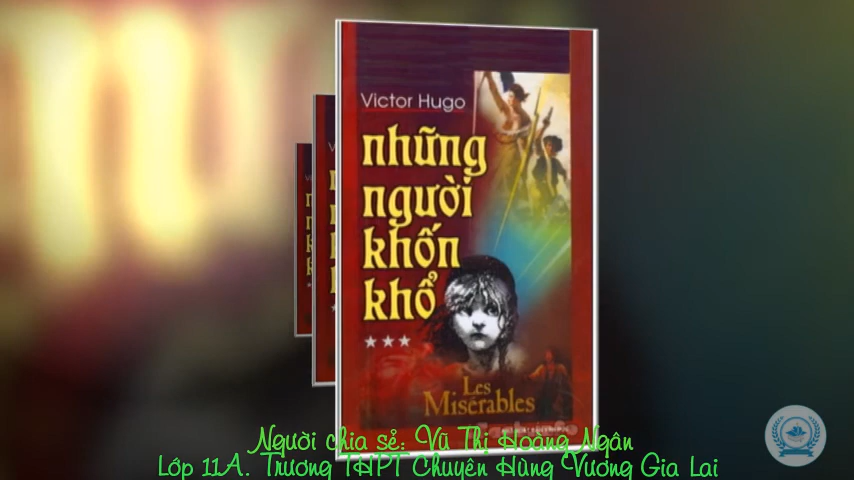 Victor Hugo
những
người
khốn
khổ
★★★
Les
Misérables
Người chia sẻ: Vũ Thị Hoàng Ngân
Lớp 11A. Trương THPT Chuyên Hùng Vương Gia Lai